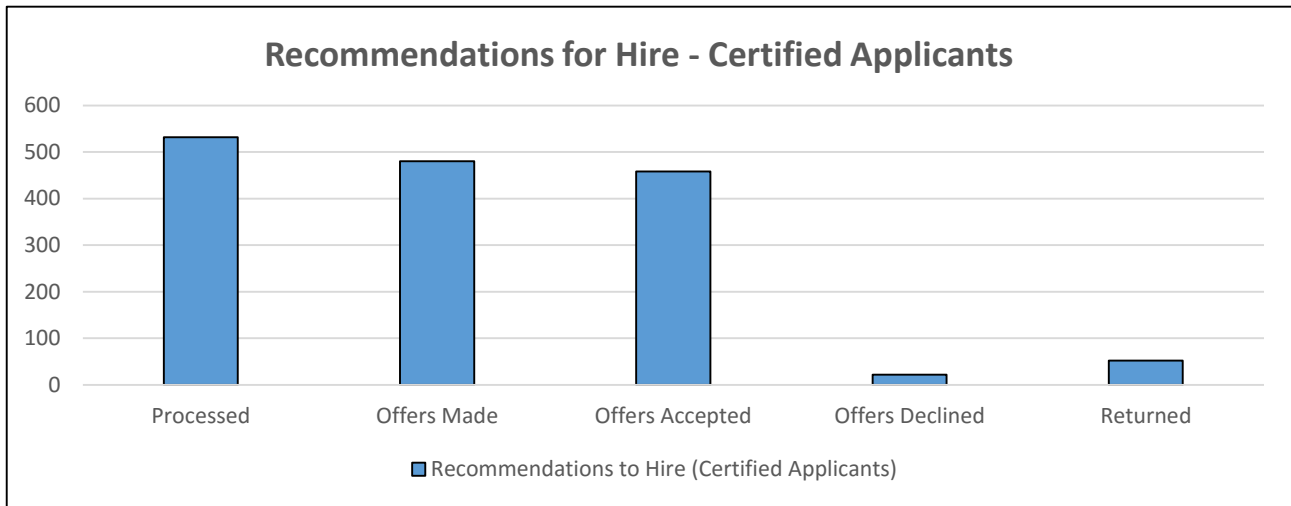 Recommendations for Hire - Certified Applicants
600
500
400
300
200
100
0
Processed
Offers Made
Offers Accepted
Offers Declined
Returned
Recommendations to Hire (Certified Applicants)